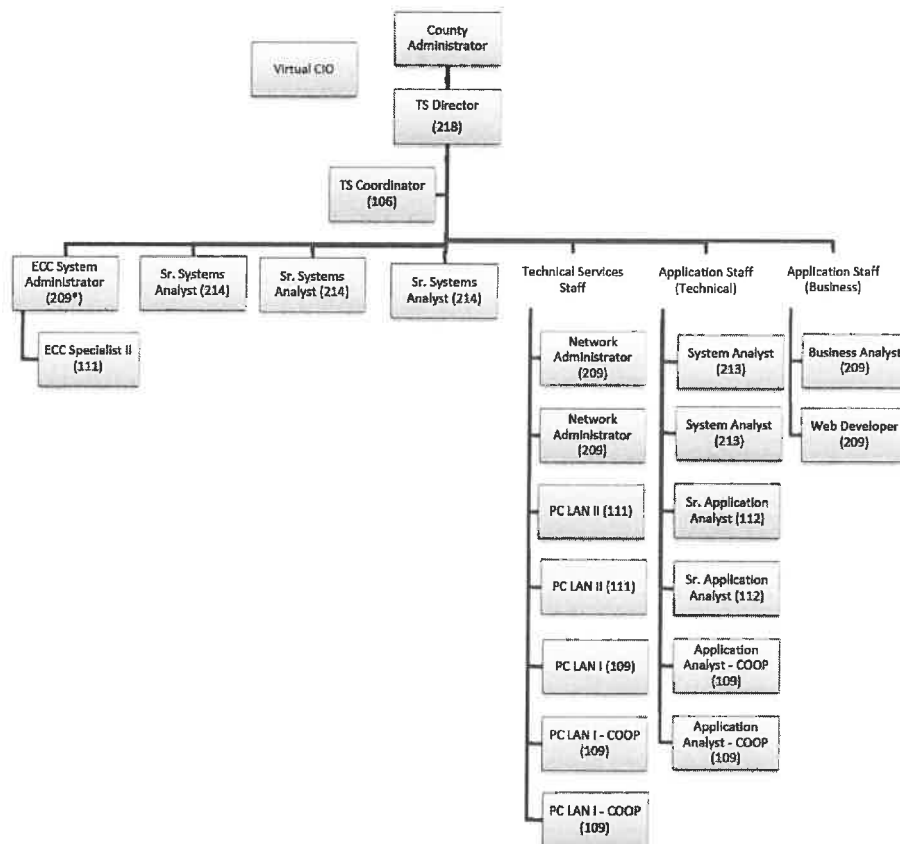 County
Administrator
Virtual CIO
TS Director
(218)
TS Coordinator
(106)
ECC System
Administrator
(209*)
Sr. Systems
Analyst (214)
Sr. Systems
Analyst (214)
Sr. Systems
Analyst (214)
Technical Services
Staff
Application Staff
(Technical)
Application Staff
(Business)
ECC Specialist II
(111)
Network
Administrator
(209)
System Analyst
(213)
Business Analyst
(209)
Network
Administrator
(209)
System Analyst
(213)
Web Developer
(209)
PC LAN II (111)
Sr. Application
Analyst (112)
PC LAN II (111)
Sr. Application
Analyst (112)
PC LAN I (109)
Application
Analyst - COOP
(109)
PC LAN I - COOP
(109)
Application
Analyst - COOP
(109)
PC LAN I - COOP
(109)